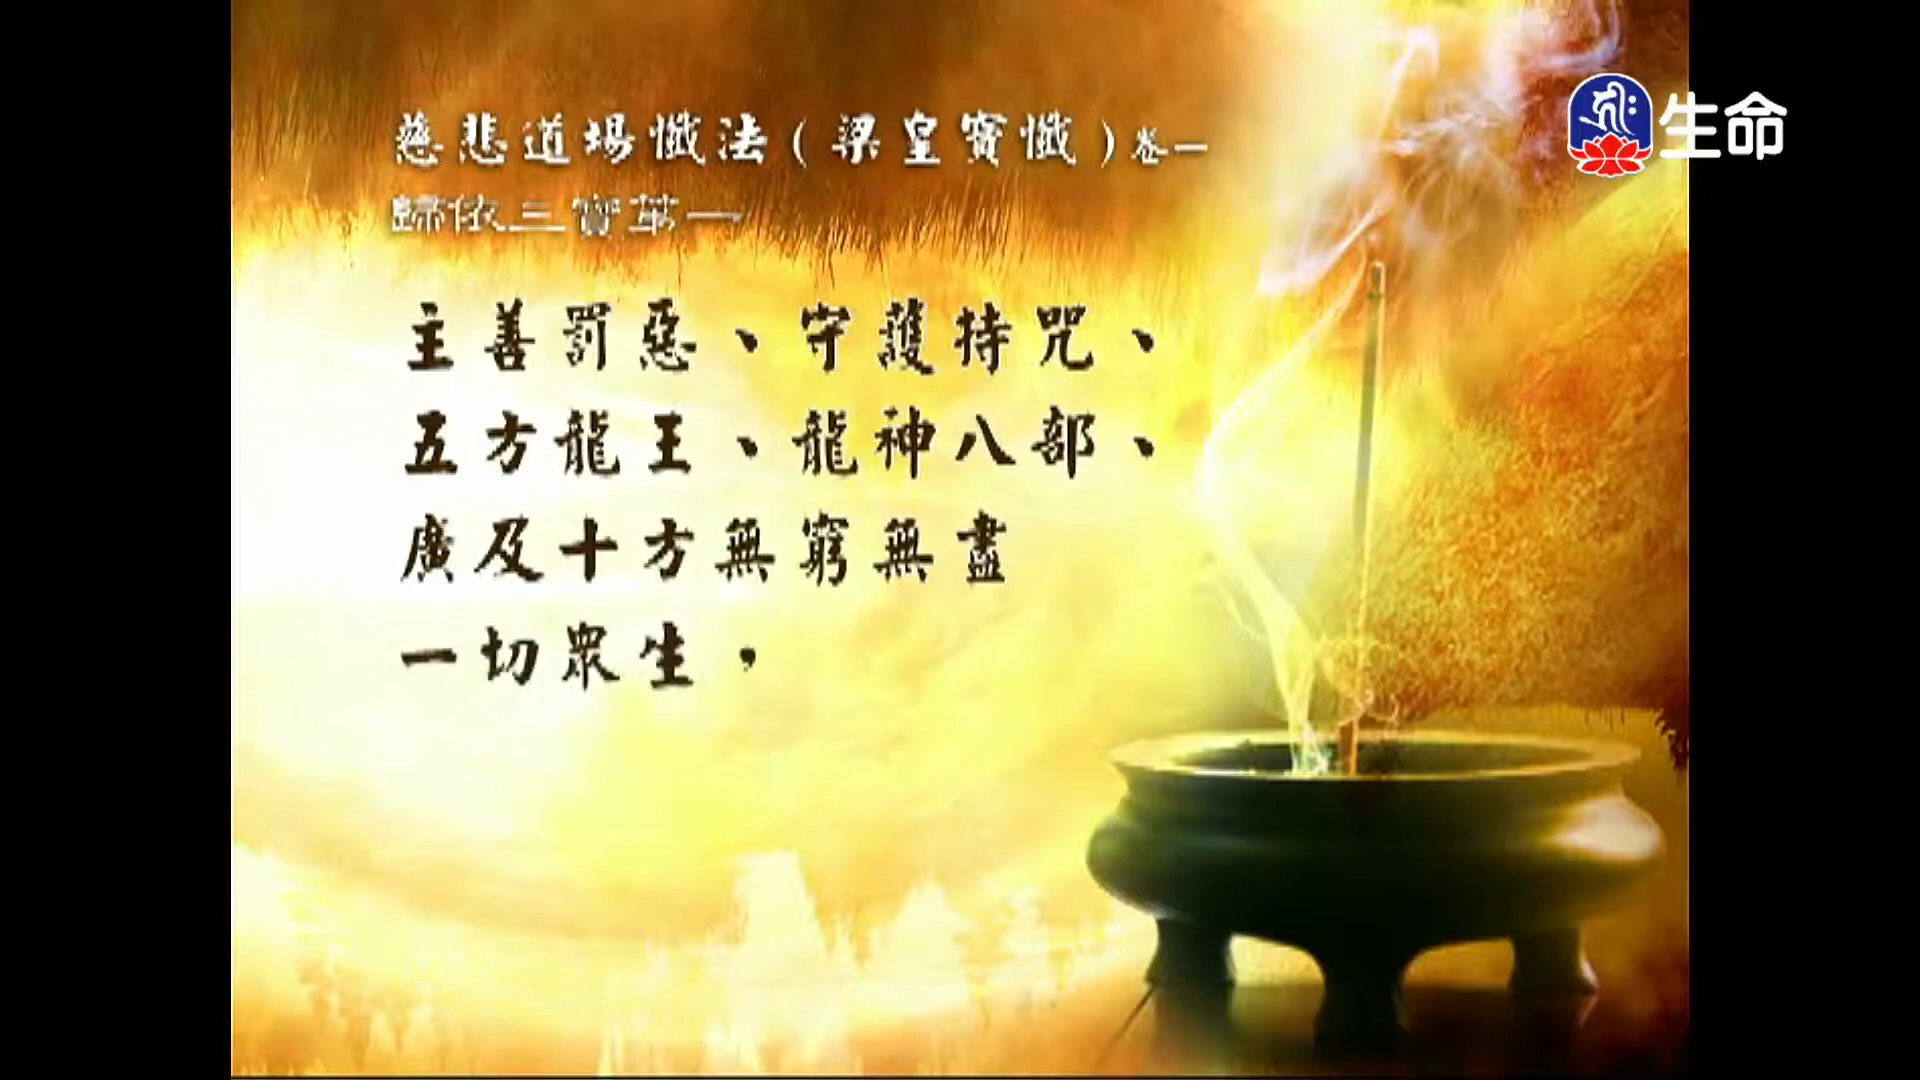 慈悲道場懺法(梁皇寶懺)卷一
生命
歸依三寶第一
主善罰惡、守護持咒、
五方龍王、龍神八部、
廣及十方無窮無盡
一切眾生，